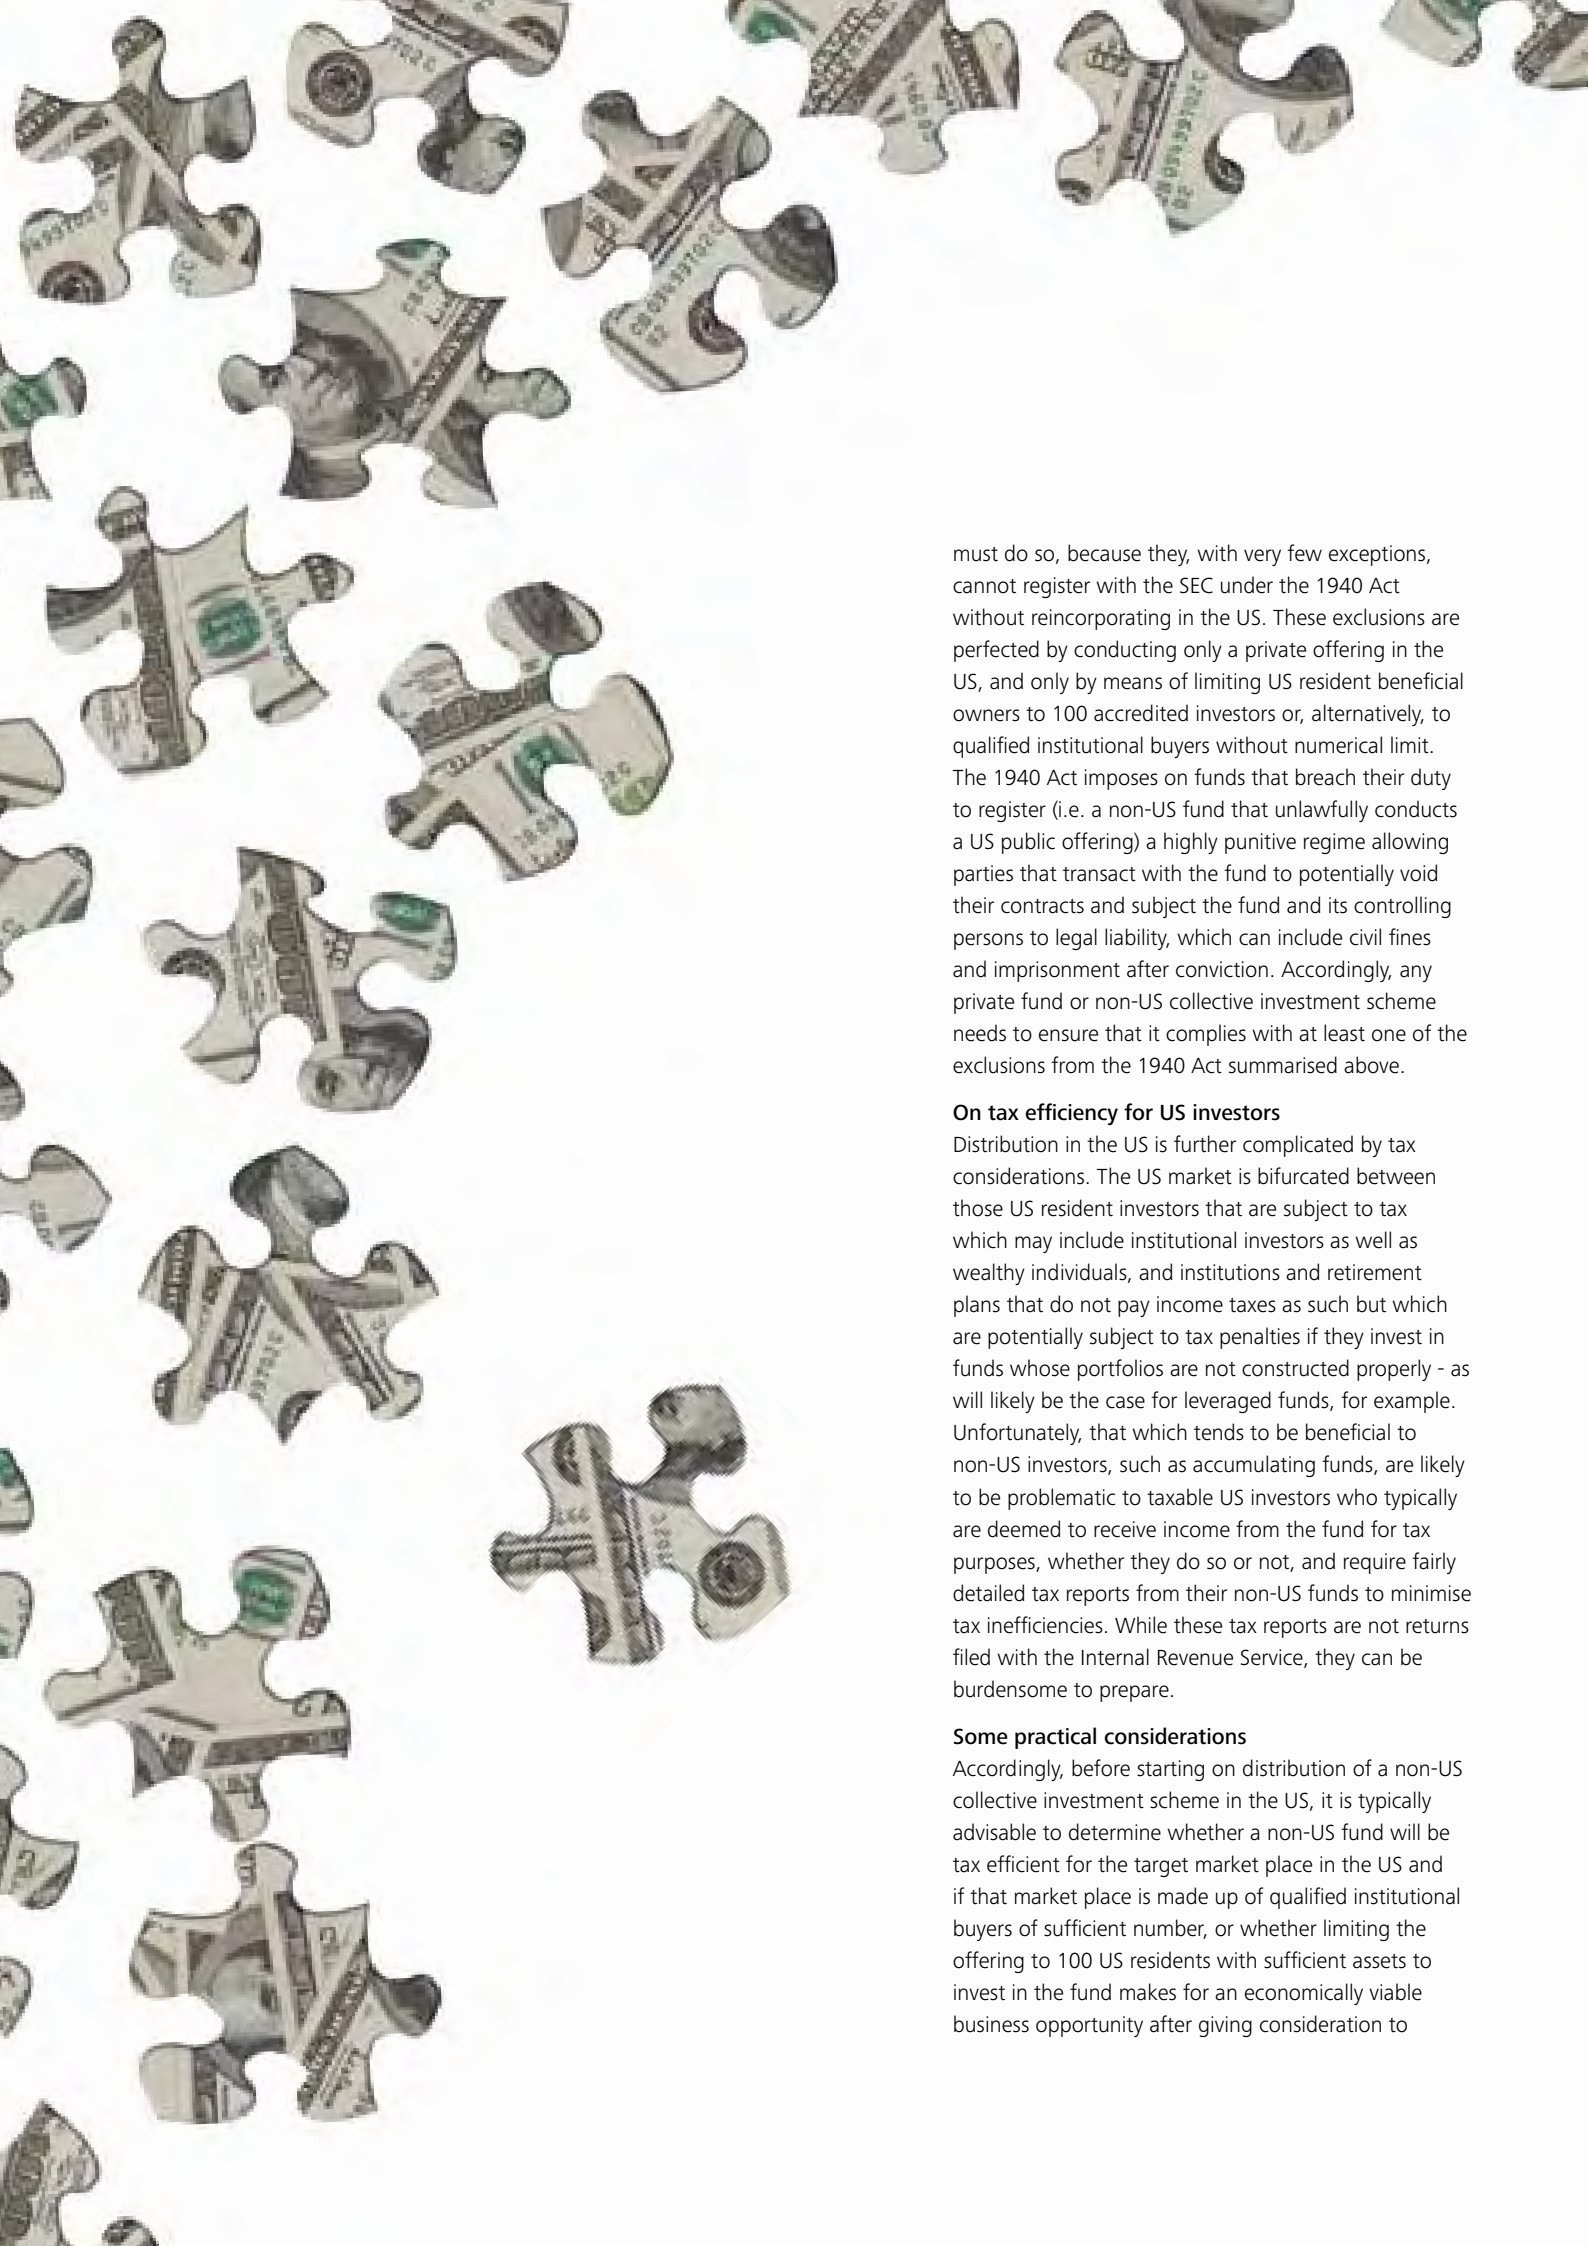 must do so, because they, with very few exceptions,
cannot register with the SEC under the 1940 Act
without reincorporating in the US. These exclusions are
perfected by conducting only a private offering in the
US, and only by means of limiting US resident beneficial
owners to 100 accredited investors or, alternatively, to
qualified institutional buyers without numerical limit.
The 1940 Act imposes on funds that breach their duty
to register (i.e. a non-US fund that unlawfully conducts
a US public offering) a highly punitive regime allowing
parties that transact with the fund to potentially void
their contracts and subject the fund and its controlling
persons to legal liability, which can include civil fines
and imprisonment after conviction. Accordingly, any
private fund or non-US collective investment scheme
needs to ensure that it complies with at least one of the
exclusions from the 1940 Act summarised above.
On tax efficiency for US investors
Distribution in the US is further complicated by tax
considerations. The US market is bifurcated between
those US resident investors that are subject to tax
which may include institutional investors as well as
wealthy individuals, and institutions and retirement
plans that do not pay income taxes as such but which
are potentially subject to tax penalties if they invest in
funds whose portfolios are not constructed properly - as
will likely be the case for leveraged funds, for example.
Unfortunately, that which tends to be beneficial to
non-US investors, such as accumulating funds, are likely
to be problematic to taxable US investors who typically
are deemed to receive income from the fund for tax
purposes, whether they do so or not, and require fairly
detailed tax reports from their non-US funds to minimise
tax inefficiencies. While these tax reports are not returns
filed with the Internal Revenue Service, they can be
burdensome to prepare.
Some practical considerations
Accordingly, before starting on distribution of a non-US
collective investment scheme in the US, it is typically
advisable to determine whether a non-US fund will be
tax efficient for the target market place in the US and
if that market place is made up of qualified institutional
buyers of sufficient number, or whether limiting the
offering to 100 US residents with sufficient assets to
invest in the fund makes for an economically viable
business opportunity after giving consideration to